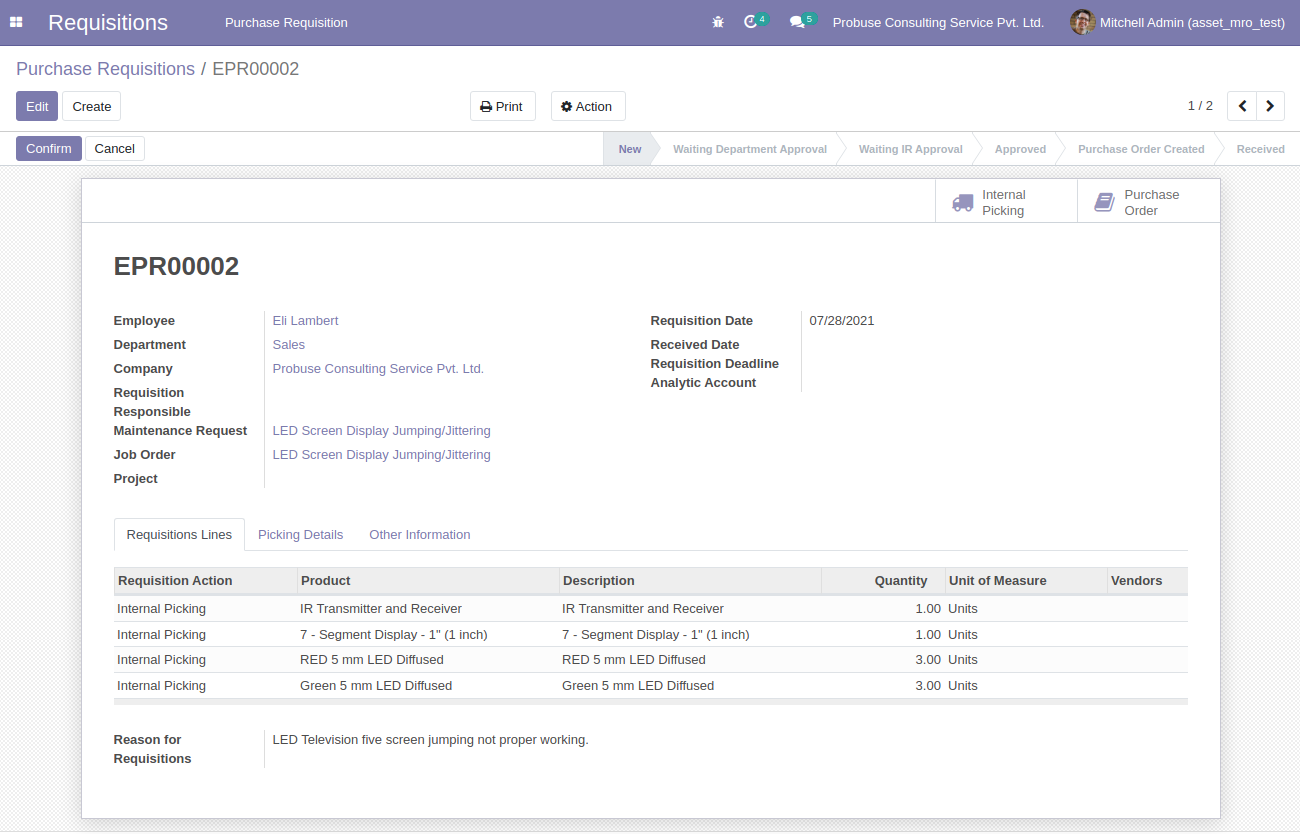 Requisitions Purchase Requisition 4 5 Probuse Consulting Service Pvt. Ltd. Mitchell Admin (asset_mro_test)
Purchase Requisitions / EPR00002
Edit Create Print Action 1 / 2
Confirm Cancel New Waiting Department Approval Waiting IR Approval Approved Purchase Order Created Received
Internal Purchase
Picking Order
EPR00002
Employee Eli Lambert Requisition Date 07/28/2021
Department Sales Received Date
Requisition Deadline
Company Probuse Consulting Service Pvt. Ltd.
Analytic Account
Requisition
Responsible
Maintenance Request LED Screen Display Jumping/Jittering
Job Order LED Screen Display Jumping/Jittering
Project
Requisitions Lines Picking Details Other Information
Requisition Action Product Description Quantity Unit of Measure Vendors
Internal Picking IR Transmitter and Receiver IR Transmitter and Receiver 1.00 Units
Internal Picking 7 - Segment Display - 1" (1 inch) 7 - Segment Display - 1" (1 inch) 1.00 Units
Internal Picking RED 5 mm LED Diffused RED 5 mm LED Diffused 3.00 Units
Internal Picking Green 5 mm LED Diffused Green 5 mm LED Diffused 3.00 Units
Reason for LED Television five screen jumping not proper working.
Requisitions